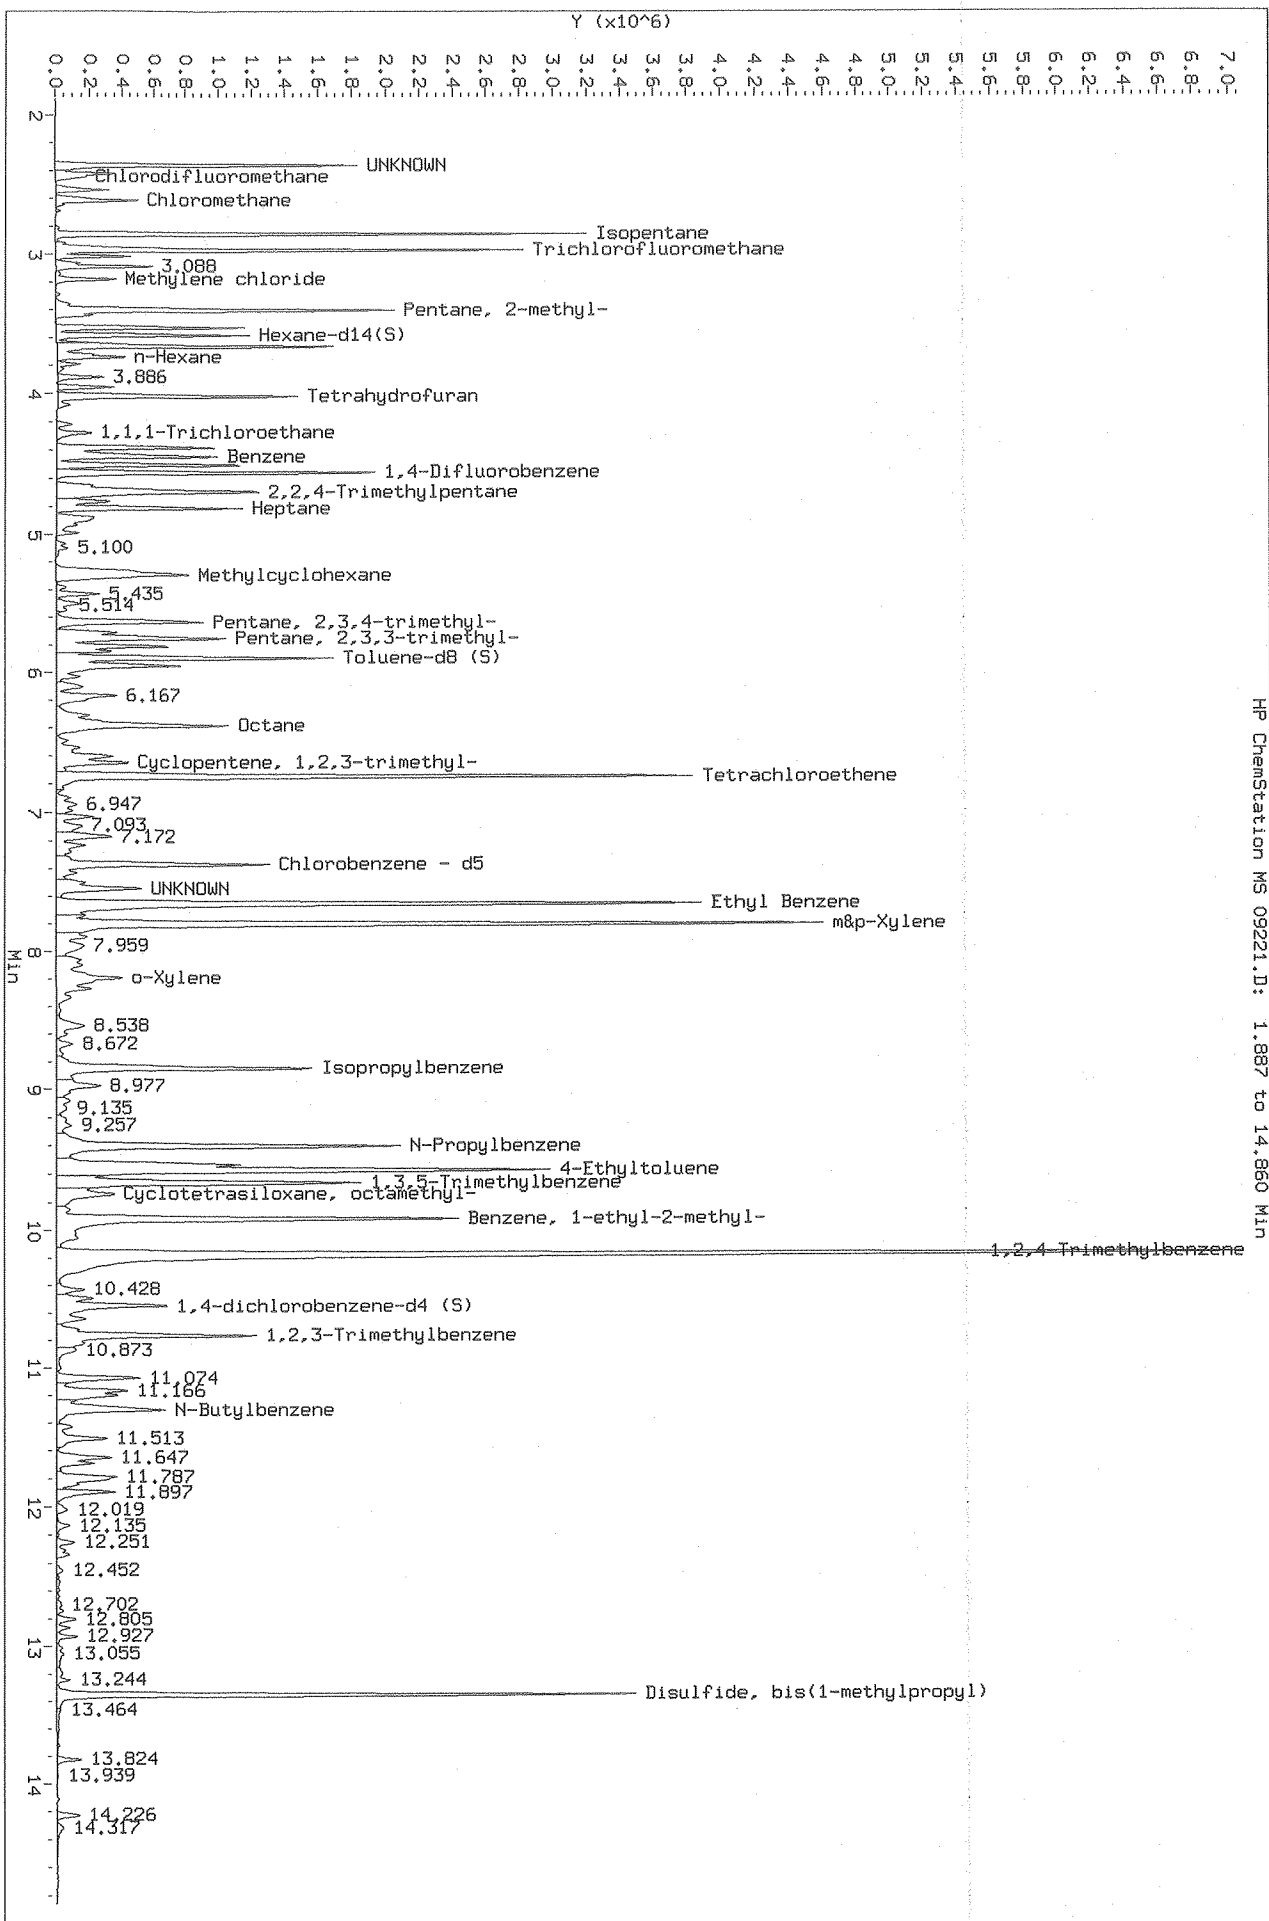 HP ChemStation MS 09221.D: 1.887 to 14.860 Min
Y (x10^6)
0.0
0.2
0.4
0.6
0.8
1.0
1.2
1.4
1.6
1.8
2.0
2.2
2.4
2.6
2.8
3.0
3.2
3.4
3.6
3.8
4.0
4.2
4.4
4.6
4.8
5.0
5.2
5.4
5.6
5.8
6.0
6.2
6.4
6.6
6.8
7.0
2
3
4
5
6
7
8
9
10
11
12
13
14
Min
UNKNOWN
Chlorodifluoromethane
Chloromethane
Isopentane
Trichlorofluoromethane
3.088
Methylene chloride
Pentane, 2-methyl-
Hexane-d14(S)
n-Hexane
3.886
Tetrahydrofuran
1,1,1-Trichloroethane
Benzene
1,4-Difluorobenzene
2,2,4-Trimethylpentane
Heptane
5.100
Methylcyclohexane
5.435
5.514
Pentane, 2,3,4-trimethyl-
Pentane, 2,3,3-trimethyl-
Toluene-d8 (S)
6.167
Octane
Cyclopentene, 1,2,3-trimethyl-
Tetrachloroethene
6.947
7.093
7.172
Chlorobenzene - d5
UNKNOWN
Ethyl Benzene
m&p-Xylene
7.959
o-Xylene
8.538
8.672
Isopropylbenzene
8.977
9.135
9.257
N-Propylbenzene
4-Ethyltoluene
1,3,5-Trimethylbenzene
Cyclotetrasiloxane, octamethyl-
Benzene, 1-ethyl-2-methyl-
1,2,4-Trimethylbenzene
10.428
1,4-dichlorobenzene-d4 (S)
1,2,3-Trimethylbenzene
10.873
11.074
11.166
N-Butylbenzene
11.513
11.647
11.787
11.897
12.019
12.135
12.251
12.452
12.702
12.805
12.927
13.055
13.244
Disulfide, bis(1-methylpropyl)
13.464
13.824
13.939
14.226
14.317